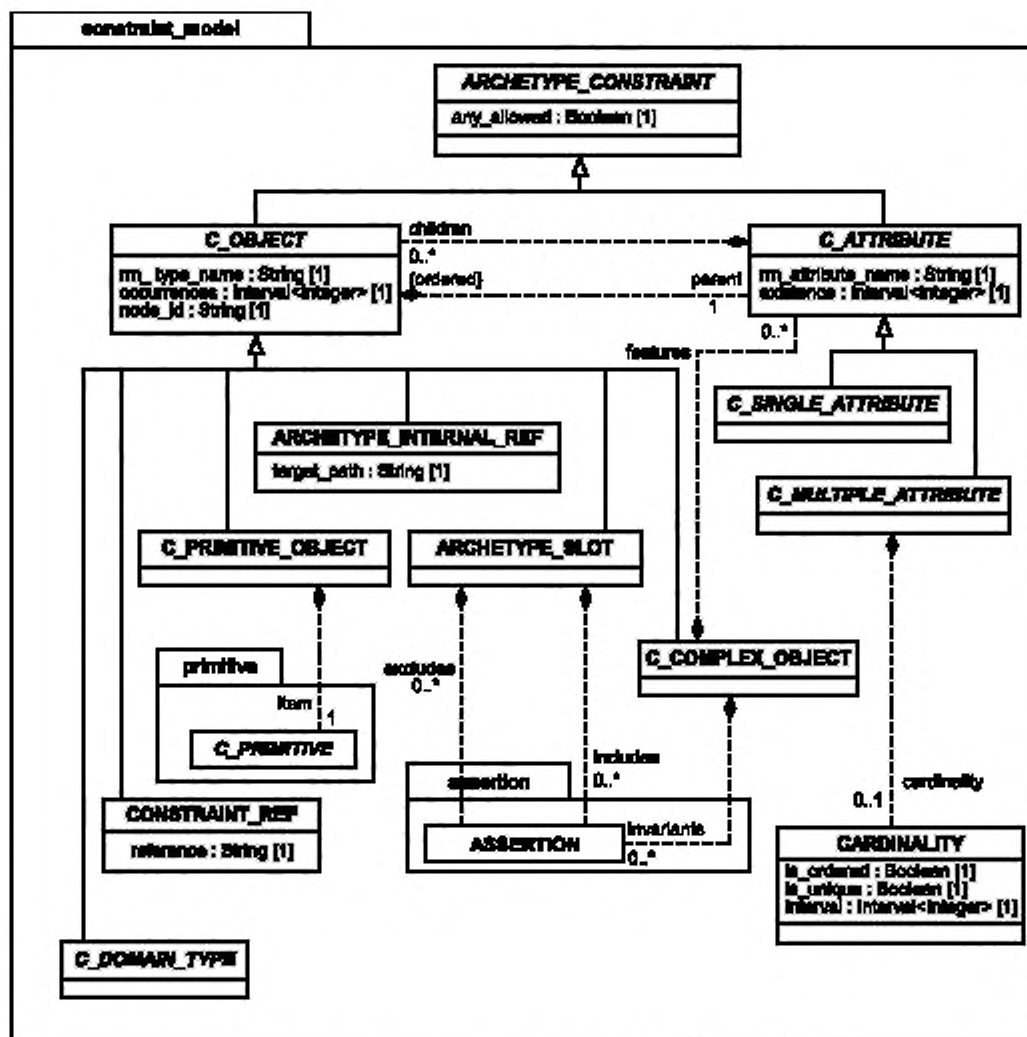 constraint_model
ARCHETYPE_CONSTRAINT
any_allowed : Boolean [1]
C_OBJECT
rm_type_name : String [1]
occurrences : Interval<Integer> [1]
node_id : String [1]
children
0..*
{ordered}
parent
1
C_ATTRIBUTE
rm_attribute_name : String [1]
existence : Interval<Integer> [1]
0..*
features
C_SINGLE_ATTRIBUTE
ARCHETYPE_INTERNAL_REF
target_path : String [1]
C_MULTIPLE_ATTRIBUTE
C_PRIMITIVE_OBJECT
ARCHETYPE_SLOT
C_COMPLEX_OBJECT
primitive
item
1
C_PRIMITIVE
excludes
0..*
includes
0..*
assertion
ASSERTION
invariants
0..*
cardinality
0..1
CONSTRAINT_REF
reference : String [1]
CARDINALITY
is_ordered : Boolean [1]
is_unique : Boolean [1]
interval : Interval<Integer> [1]
C_DOMAIN_TYPE